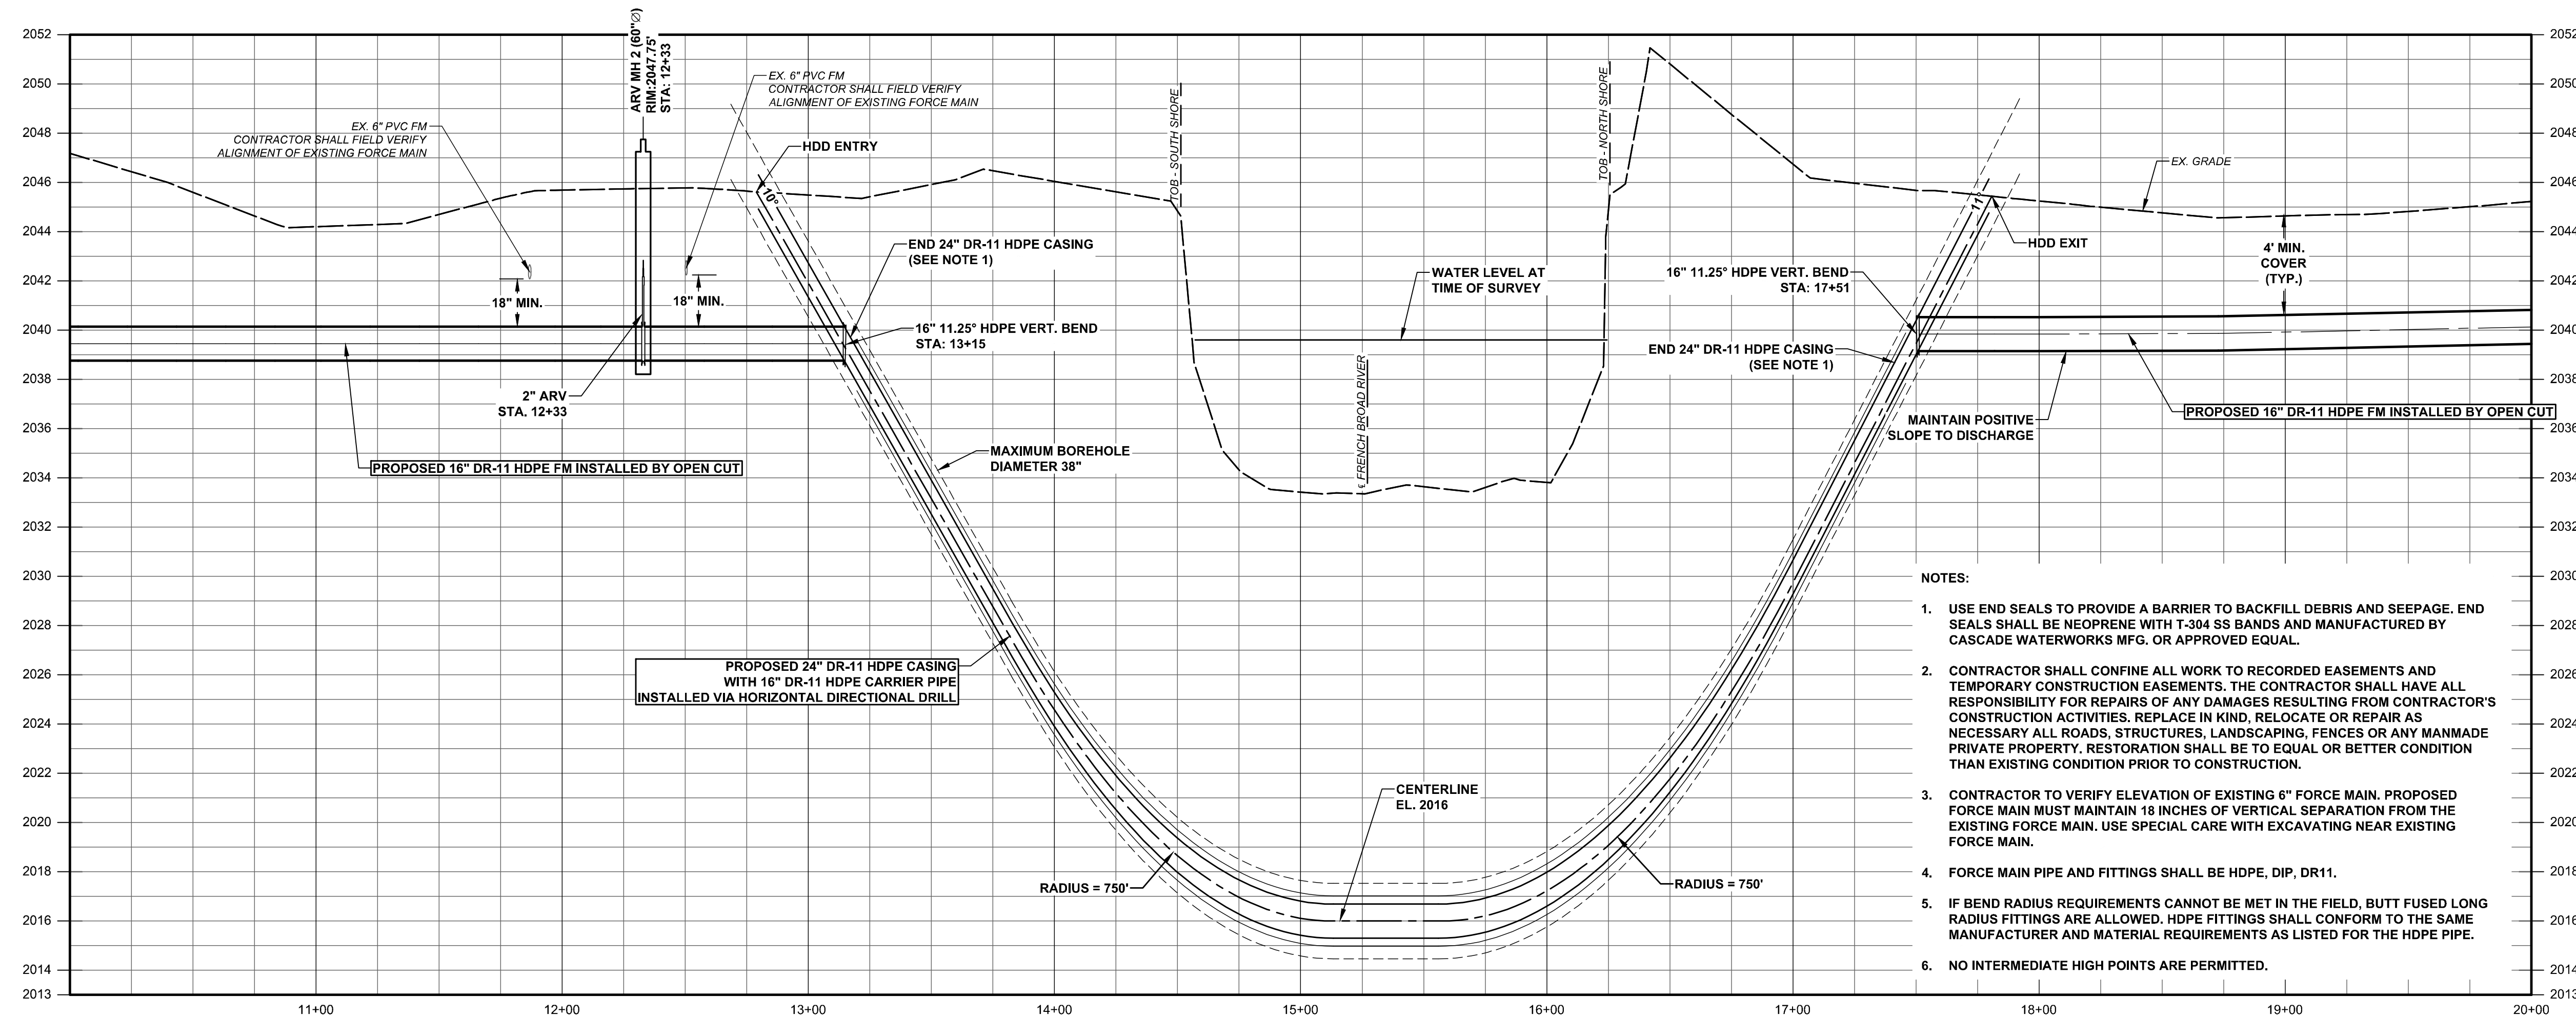 2052
2050
2048
2046
2044
2042
2040
2038
2036
2034
2032
2030
2028
2026
2024
2022
2020
2018
2016
2014
2013
EX. 6" PVC FM
CONTRACTOR SHALL FIELD VERIFY
ALIGNMENT OF EXISTING FORCE MAIN
ARV MH 2 (60"Ø)
RIM:2047.75'
STA: 12+33
EX. 6" PVC FM
CONTRACTOR SHALL FIELD VERIFY
ALIGNMENT OF EXISTING FORCE MAIN
HDD ENTRY
10°
18" MIN.
18" MIN.
END 24" DR-11 HDPE CASING
(SEE NOTE 1)
16" 11.25° HDPE VERT. BEND
STA: 13+15
2" ARV
STA. 12+33
PROPOSED 16" DR-11 HDPE FM INSTALLED BY OPEN CUT
MAXIMUM BOREHOLE
DIAMETER 38"
PROPOSED 24" DR-11 HDPE CASING
WITH 16" DR-11 HDPE CARRIER PIPE
INSTALLED VIA HORIZONTAL DIRECTIONAL DRILL
TOB - SOUTH SHORE
WATER LEVEL AT
TIME OF SURVEY
℄ FRENCH BROAD RIVER
TOB - NORTH SHORE
RADIUS = 750'
CENTERLINE
EL. 2016
RADIUS = 750'
EX. GRADE
HDD EXIT
16" 11.25° HDPE VERT. BEND
STA: 17+51
END 24" DR-11 HDPE CASING
(SEE NOTE 1)
4' MIN.
COVER
(TYP.)
MAINTAIN POSITIVE
SLOPE TO DISCHARGE
PROPOSED 16" DR-11 HDPE FM INSTALLED BY OPEN CUT
NOTES:
1. USE END SEALS TO PROVIDE A BARRIER TO BACKFILL DEBRIS AND SEEPAGE. END
SEALS SHALL BE NEOPRENE WITH T-304 SS BANDS AND MANUFACTURED BY
CASCADE WATERWORKS MFG. OR APPROVED EQUAL.
2. CONTRACTOR SHALL CONFINE ALL WORK TO RECORDED EASEMENTS AND
TEMPORARY CONSTRUCTION EASEMENTS. THE CONTRACTOR SHALL HAVE ALL
RESPONSIBILITY FOR REPAIRS OF ANY DAMAGES RESULTING FROM CONTRACTOR'S
CONSTRUCTION ACTIVITIES. REPLACE IN KIND, RELOCATE OR REPAIR AS
NECESSARY ALL ROADS, STRUCTURES, LANDSCAPING, FENCES OR ANY MANMADE
PRIVATE PROPERTY. RESTORATION SHALL BE TO EQUAL OR BETTER CONDITION
THAN EXISTING CONDITION PRIOR TO CONSTRUCTION.
3. CONTRACTOR TO VERIFY ELEVATION OF EXISTING 6" FORCE MAIN. PROPOSED
FORCE MAIN MUST MAINTAIN 18 INCHES OF VERTICAL SEPARATION FROM THE
EXISTING FORCE MAIN. USE SPECIAL CARE WITH EXCAVATING NEAR EXISTING
FORCE MAIN.
4. FORCE MAIN PIPE AND FITTINGS SHALL BE HDPE, DIP, DR11.
5. IF BEND RADIUS REQUIREMENTS CANNOT BE MET IN THE FIELD, BUTT FUSED LONG
RADIUS FITTINGS ARE ALLOWED. HDPE FITTINGS SHALL CONFORM TO THE SAME
MANUFACTURER AND MATERIAL REQUIREMENTS AS LISTED FOR THE HDPE PIPE.
6. NO INTERMEDIATE HIGH POINTS ARE PERMITTED.
11+00
12+00
13+00
14+00
15+00
16+00
17+00
18+00
19+00
20+00